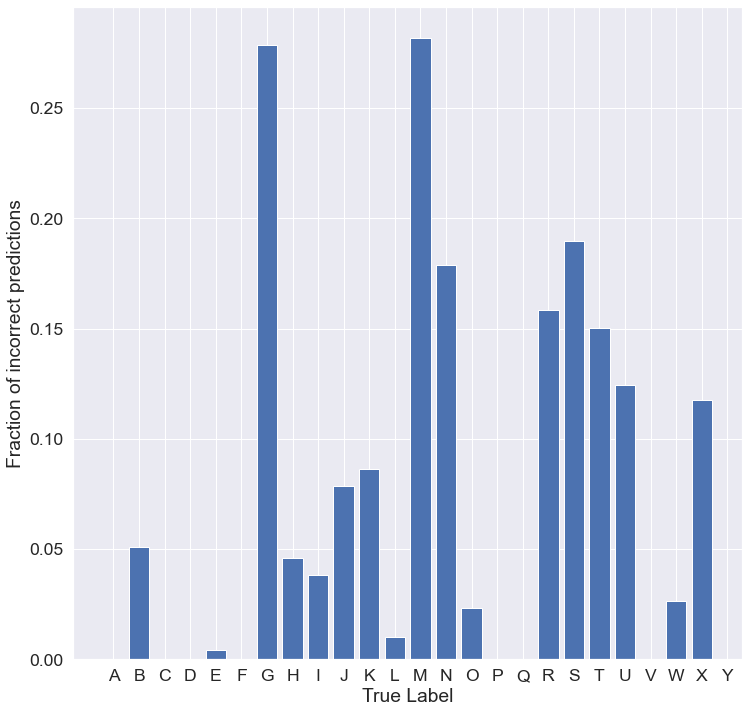 Fraction of incorrect predictions
0.25
0.20
0.15
0.10
0.05
0.00
A B C D E F G H I J K L M N O P Q R S T U V W X Y
True Label